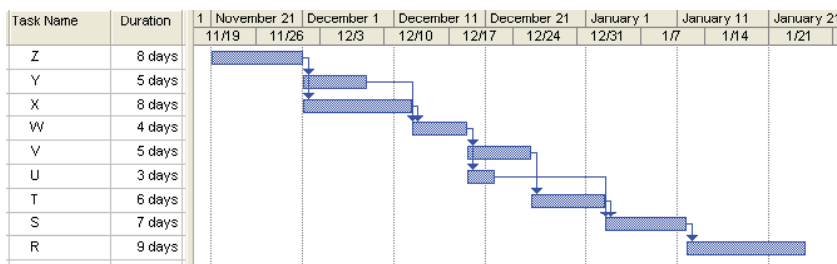 Task Name Duration 1 November 21 December 1 December 11 December 21 January 1 January 11 January 21
11/19 11/26 12/3 12/10 12/17 12/24 12/31 1/7 1/14 1/21
Z 8 days
Y 5 days
X 8 days
W 4 days
V 5 days
U 3 days
T 6 days
S 7 days
R 9 days